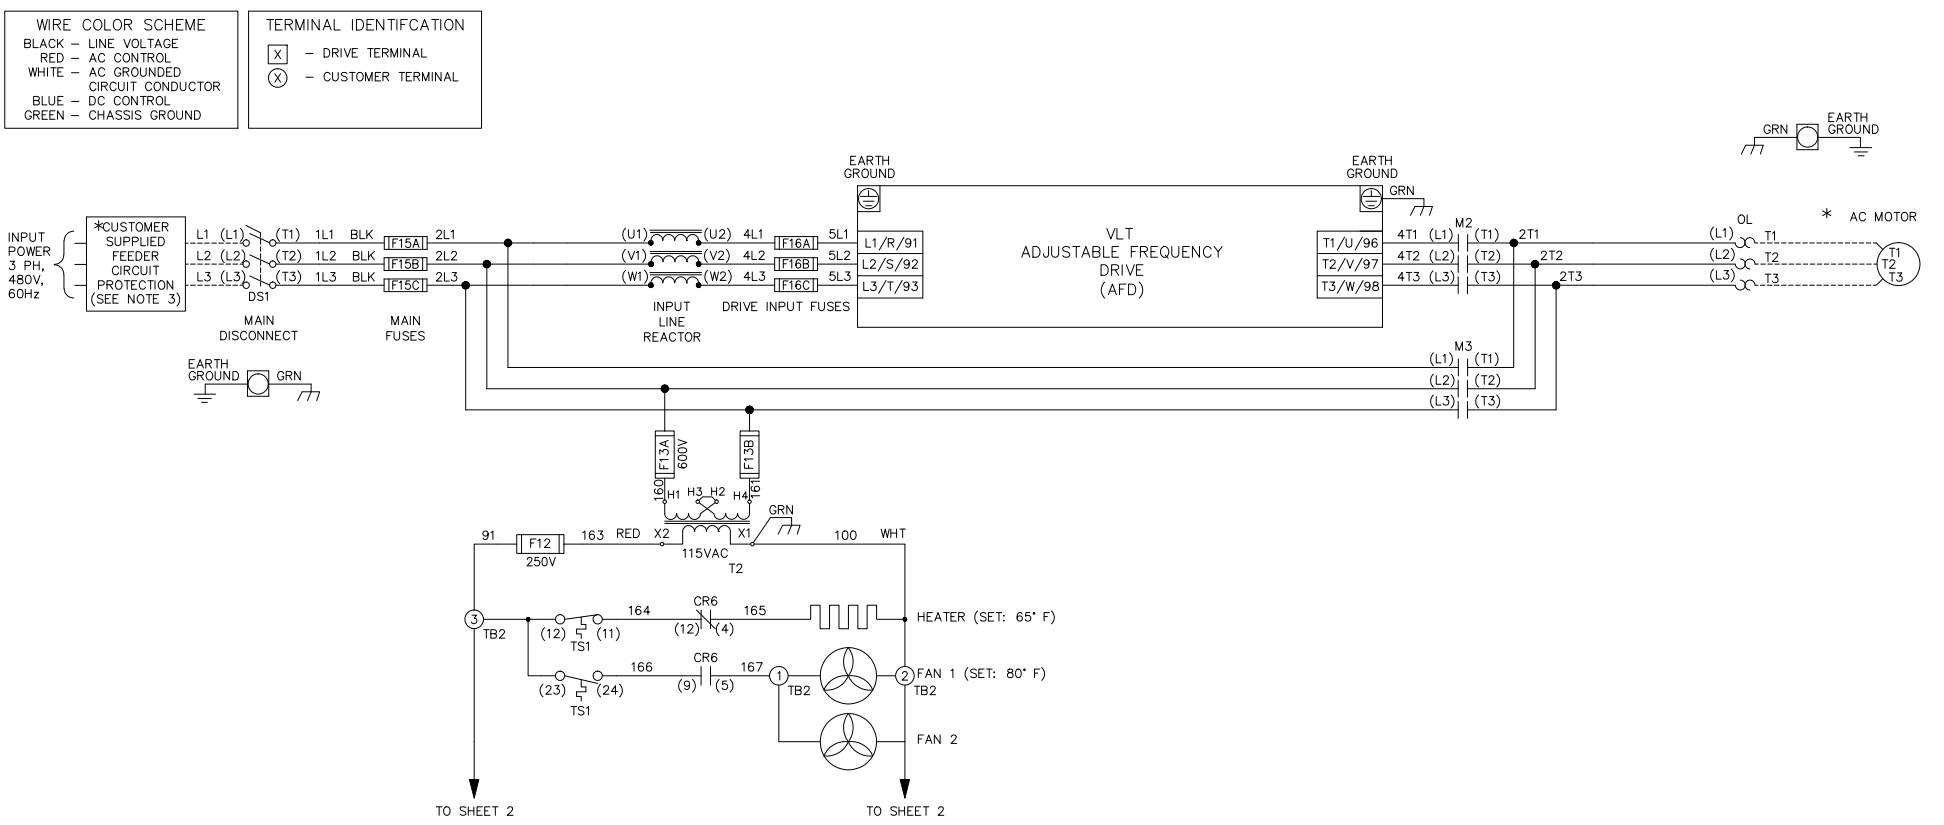 WIRE COLOR SCHEME
BLACK – LINE VOLTAGE
RED – AC CONTROL
WHITE – AC GROUNDED
CIRCUIT CONDUCTOR
BLUE – DC CONTROL
GREEN – CHASSIS GROUND
TERMINAL IDENTIFCATION
X – DRIVE TERMINAL
X – CUSTOMER TERMINAL
GRN
EARTH
GROUND
EARTH
GROUND
EARTH
GROUND
GRN
INPUT
POWER
3 PH,
480V,
60Hz
*CUSTOMER
SUPPLIED
FEEDER
CIRCUIT
PROTECTION
(SEE NOTE 3)
L1 (L1) (T1) 1L1 BLK F15A 2L1
L2 (L2) (T2) 1L2 BLK F15B 2L2
L3 (L3) (T3) 1L3 BLK F15C 2L3
DS1
MAIN
DISCONNECT
MAIN
FUSES
(U1) (U2) 4L1 F16A 5L1 L1/R/91
(V1) (V2) 4L2 F16B 5L2 L2/S/92
(W1) (W2) 4L3 F16C 5L3 L3/T/93
INPUT
LINE
REACTOR
DRIVE INPUT FUSES
VLT
ADJUSTABLE FREQUENCY
DRIVE
(AFD)
M2
T1/U/96 4T1 (L1) (T1) 2T1
T2/V/97 4T2 (L2) (T2) 2T2
T3/W/98 4T3 (L3) (T3) 2T3
OL
* AC MOTOR
(L1) T1
(L2) T2
(L3) T3
T1
T2
T3
EARTH
GROUND
GRN
M3
(L1) (T1)
(L2) (T2)
(L3) (T3)
F13A
600V
F13B
160
161
H1 H3 H2 H4
GRN
91 F12 163 RED X2 X1 100 WHT
250V
115VAC
T2
3
TB2
(12) (11) 164 CR6 165
TS1
(12) (4)
HEATER (SET: 65° F)
(23) (24) 166 CR6 167
TS1
(9) (5)
1
TB2
2
TB2
FAN 1 (SET: 80° F)
FAN 2
TO SHEET 2
TO SHEET 2